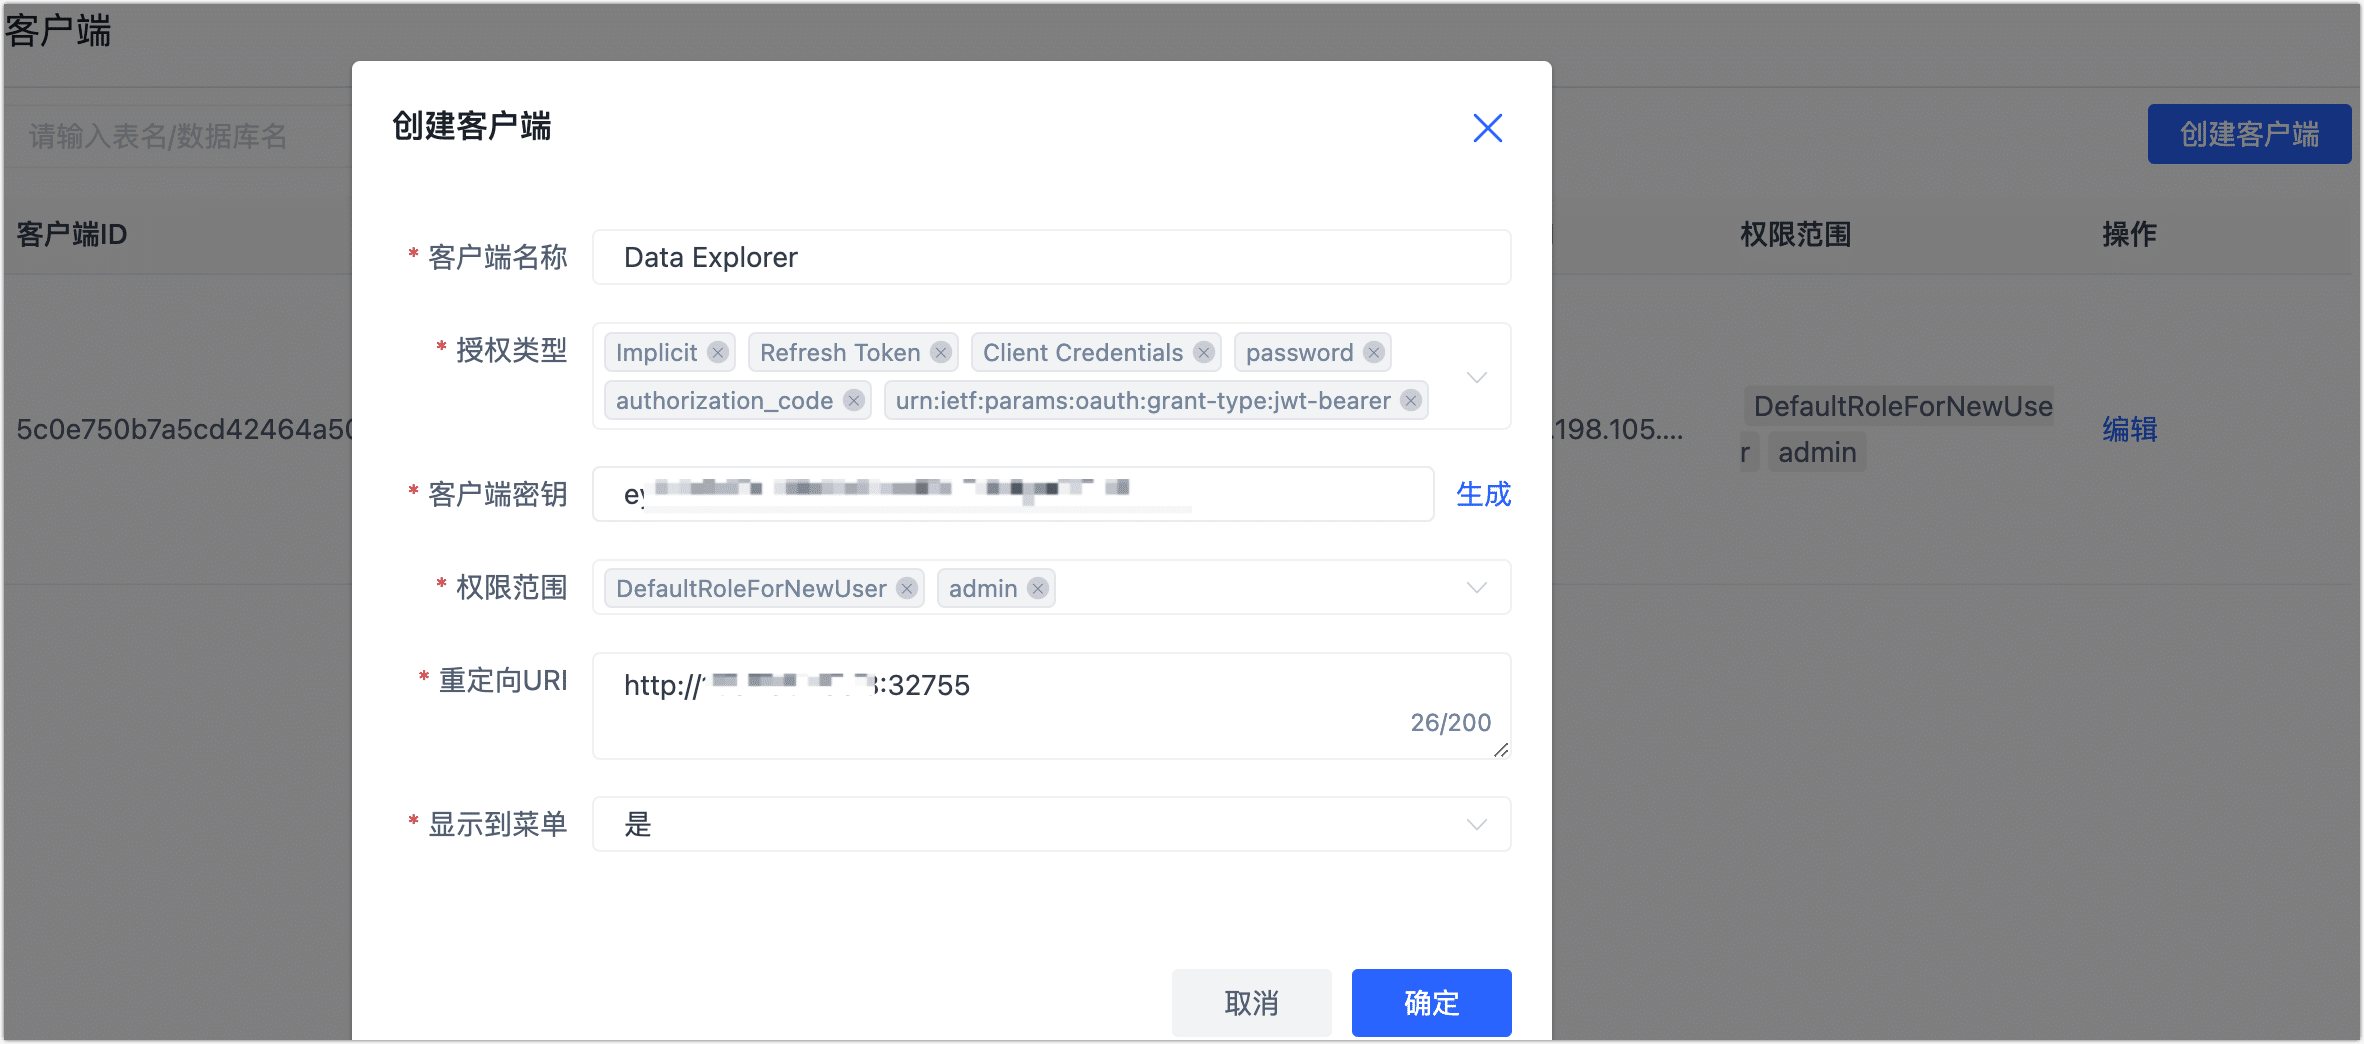 客户端
请输入表名/数据库名
创建客户端
客户端ID
权限范围
操作
5c0e750b7a5cd42464a50
.198.105....
DefaultRoleForNewUse
r admin
编辑
创建客户端
* 客户端名称 Data Explorer
* 授权类型 Implicit Refresh Token Client Credentials password
authorization_code urn:ietf:params:oauth:grant-type:jwt-bearer
* 客户端密钥 ey
生成
* 权限范围 DefaultRoleForNewUser admin
* 重定向URI http:// :32755
26/200
* 显示到菜单 是
取消 确定